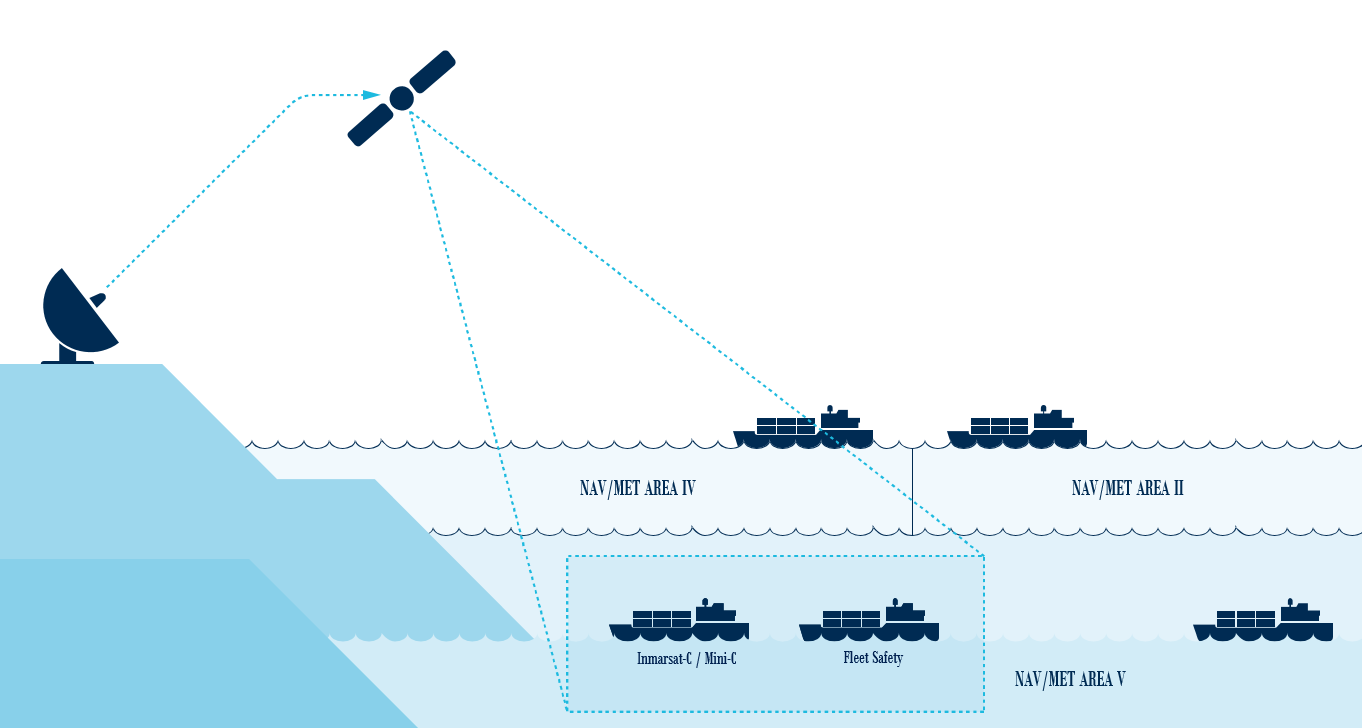 NAV/MET AREA IV
NAV/MET AREA II
Inmarsat-C / Mini-C
Fleet Safety
NAV/MET AREA V